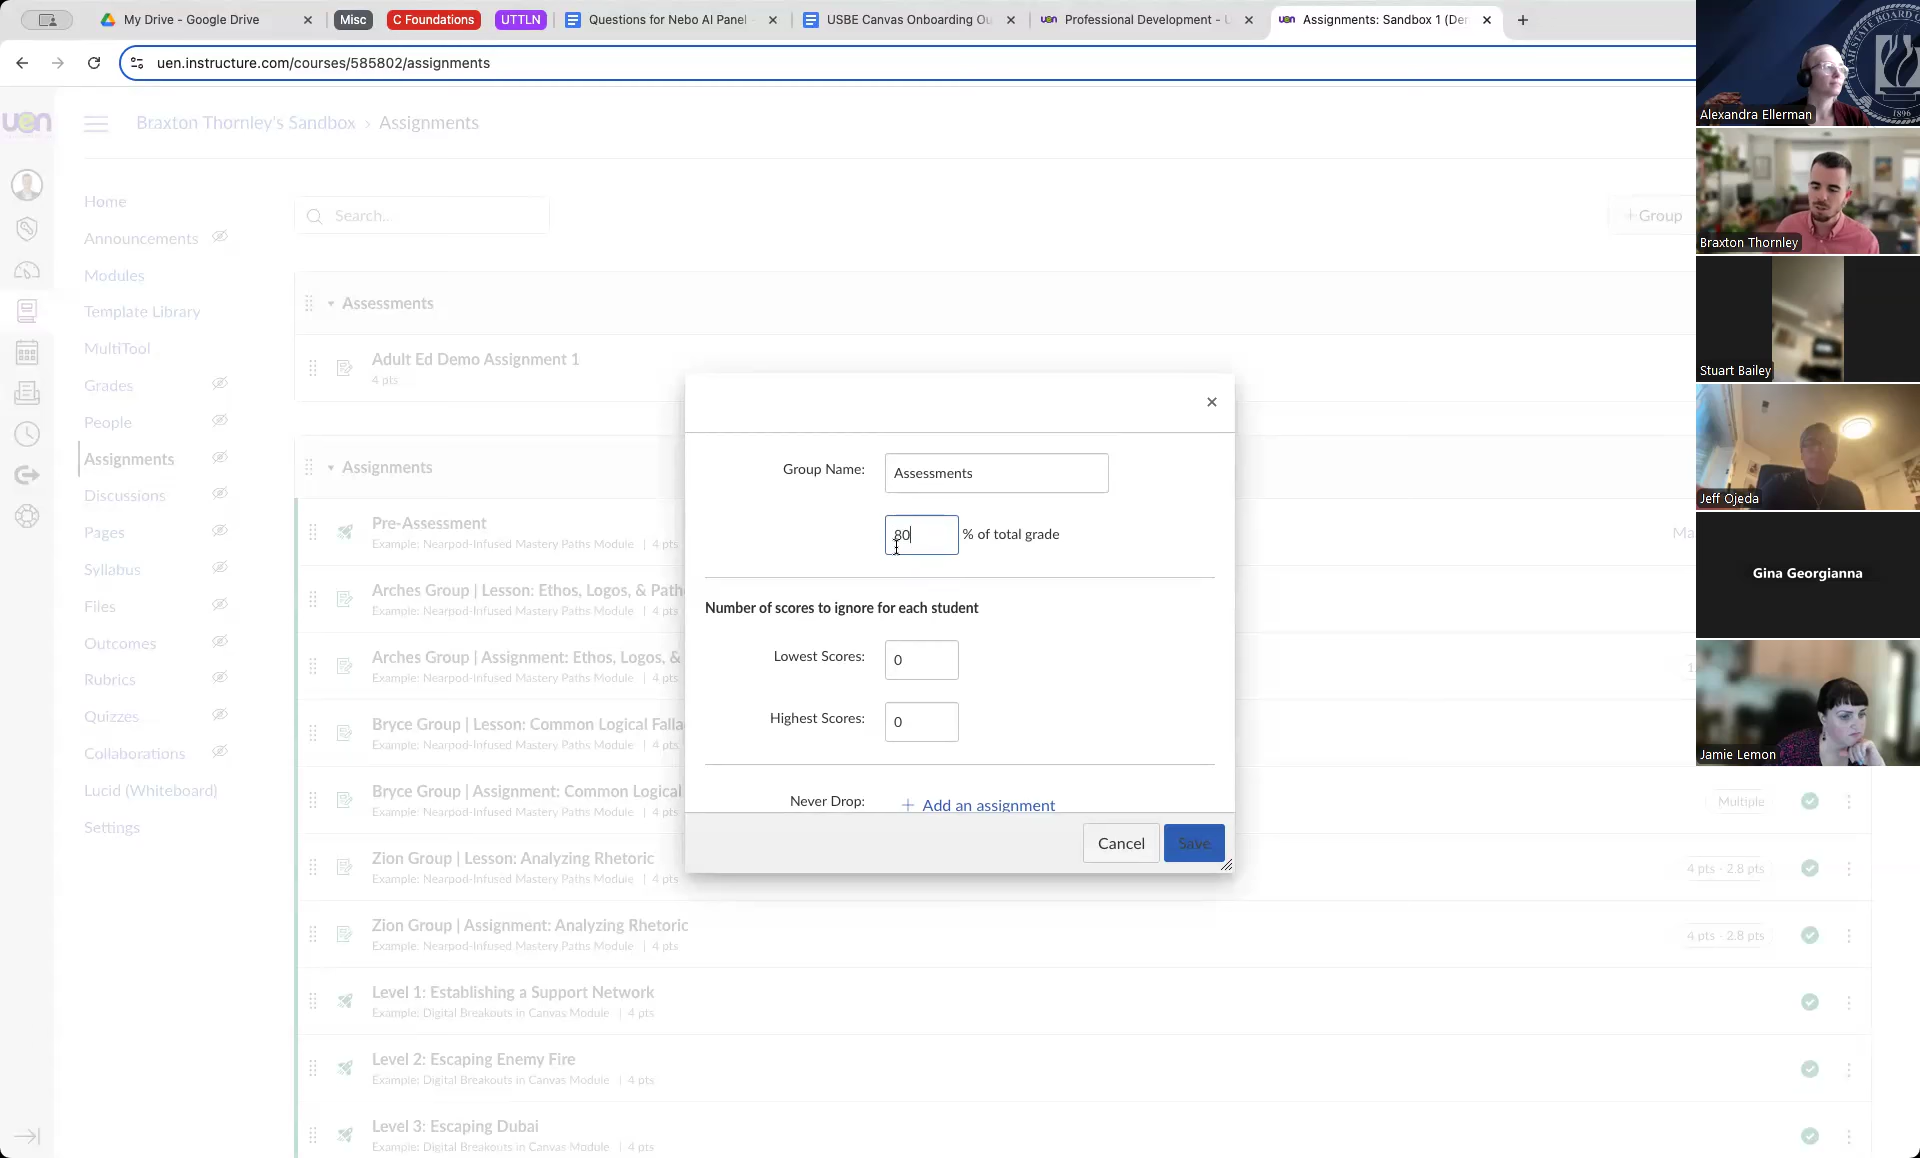 My Drive - Google Drive
Misc
C Foundations
UTTLN
Questions for Nebo AI Panel
USBE Canvas Onboarding Ou
Professional Development - U
Assignments: Sandbox 1 (Der
uen.instructure.com/courses/585802/assignments
uen
Braxton Thornley's Sandbox › Assignments
Home
Announcements
Modules
Template Library
MultiTool
Grades
People
Assignments
Discussions
Pages
Syllabus
Files
Outcomes
Rubrics
Quizzes
Collaborations
Lucid (Whiteboard)
Settings
Search...
+ Group
Assessments
Adult Ed Demo Assignment 1
4 pts
Assignments
Pre-Assessment
Example: Nearpod-Infused Mastery Paths Module | 4 pts
Ma
Arches Group | Lesson: Ethos, Logos, & Path
Example: Nearpod-Infused Mastery Paths Module | 4 pts
Arches Group | Assignment: Ethos, Logos, &
Example: Nearpod-Infused Mastery Paths Module | 4 pts
1
Bryce Group | Lesson: Common Logical Falla
Example: Nearpod-Infused Mastery Paths Module | 4 pts
Bryce Group | Assignment: Common Logical
Example: Nearpod-Infused Mastery Paths Module | 4 pts
Multiple
Zion Group | Lesson: Analyzing Rhetoric
Example: Nearpod-Infused Mastery Paths Module | 4 pts
4 pts - 2.8 pts
Zion Group | Assignment: Analyzing Rhetoric
Example: Nearpod-Infused Mastery Paths Module | 4 pts
4 pts - 2.8 pts
Level 1: Establishing a Support Network
Example: Digital Breakouts in Canvas Module | 4 pts
Level 2: Escaping Enemy Fire
Example: Digital Breakouts in Canvas Module | 4 pts
Level 3: Escaping Dubai
Example: Digital Breakouts in Canvas Module | 4 pts
Group Name: Assessments
80 % of total grade
Number of scores to ignore for each student
Lowest Scores: 0
Highest Scores: 0
Never Drop: + Add an assignment
Cancel
Save
1896
Alexandra Ellerman
Braxton Thornley
Stuart Bailey
Jeff Ojeda
Gina Georgianna
Jamie Lemon